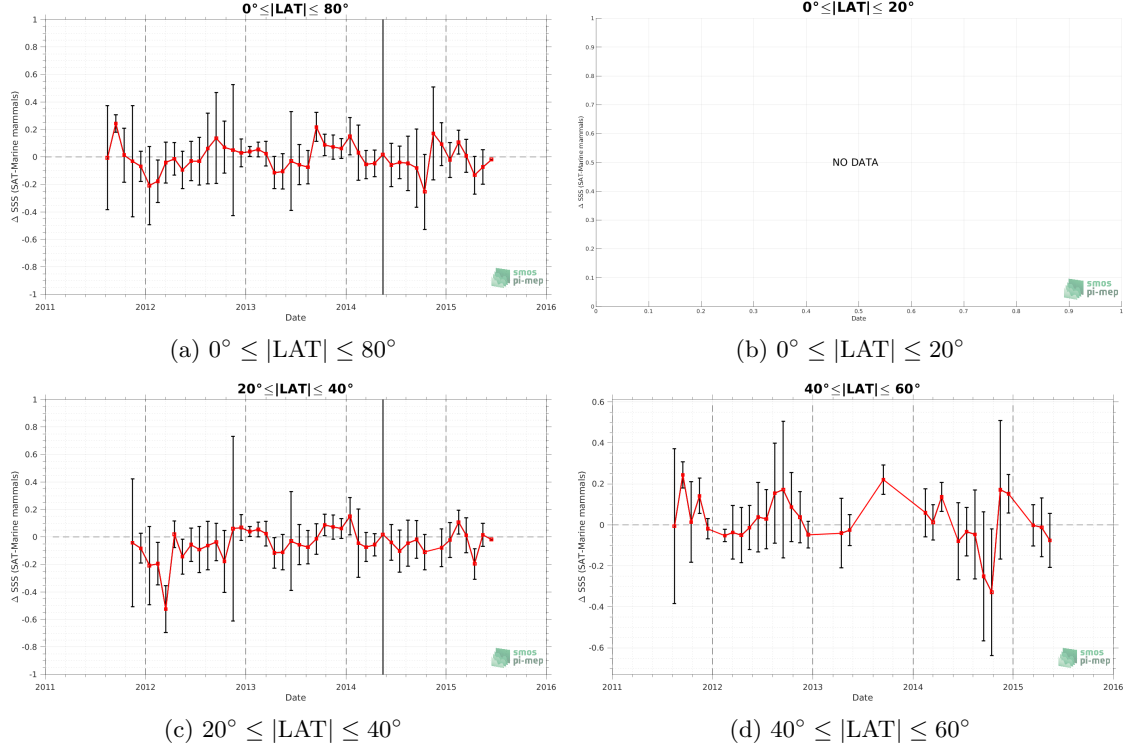 0°≤|LAT|≤ 80°
Δ SSS (SAT-Marine mammals)
1
0.8
0.6
0.4
0.2
0
-0.2
-0.4
-0.6
-0.8
-1
2011 2012 2013 2014 2015 2016
Date
smos
pi-mep
(a) 0° ≤ |LAT| ≤ 80°
0°≤|LAT|≤ 20°
Δ SSS (SAT-Marine mammals)
1
0.9
0.8
0.7
0.6
0.5
0.4
0.3
0.2
0.1
0
NO DATA
0 0.1 0.2 0.3 0.4 0.5 0.6 0.7 0.8 0.9 1
Date
smos
pi-mep
(b) 0° ≤ |LAT| ≤ 20°
20°≤|LAT|≤ 40°
Δ SSS (SAT-Marine mammals)
1
0.8
0.6
0.4
0.2
0
-0.2
-0.4
-0.6
-0.8
-1
2011 2012 2013 2014 2015 2016
Date
smos
pi-mep
(c) 20° ≤ |LAT| ≤ 40°
40°≤|LAT|≤ 60°
Δ SSS (SAT-Marine mammals)
0.6
0.4
0.2
0
-0.2
-0.4
-0.6
2011 2012 2013 2014 2015 2016
Date
smos
pi-mep
(d) 40° ≤ |LAT| ≤ 60°